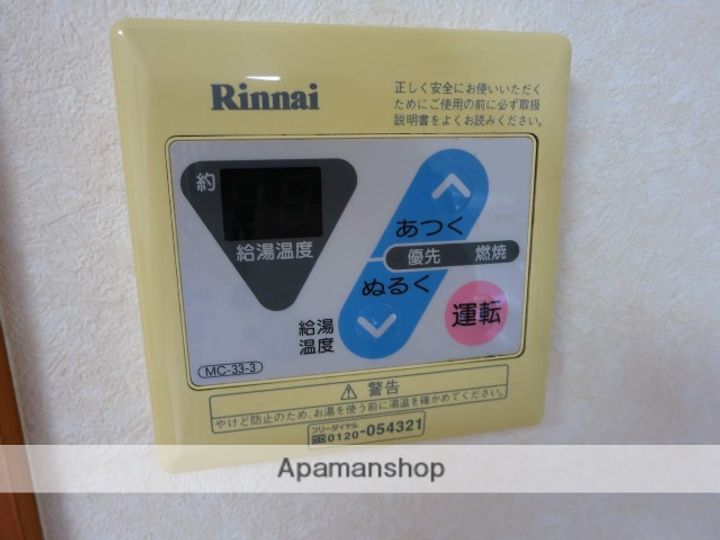 Rinnai
正しく安全にお使いいただく
ためにご使用の前に必ず取扱
説明書をよくお読みください。
約
給湯温度
あつく
優先 燃焼
ぬるく
給湯
温度
運転
MC-33-3
警告
やけど防止のため、お湯を使う前に湯温を確かめてください。
フリーダイヤル
0120-054321
Apamanshop